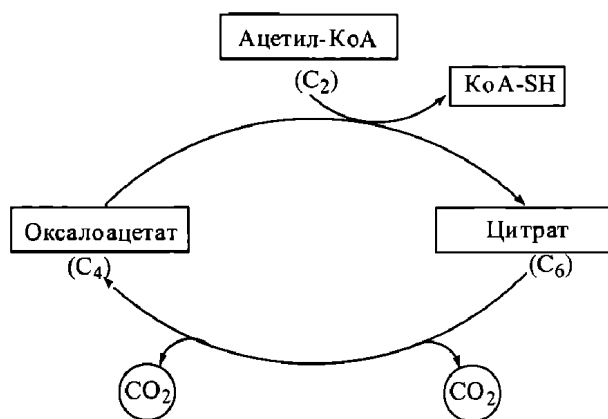 Ацетил-КоА
(C₂)
КоА-SH
Оксалоацетат
(C₄)
Цитрат
(C₆)
CO₂
CO₂